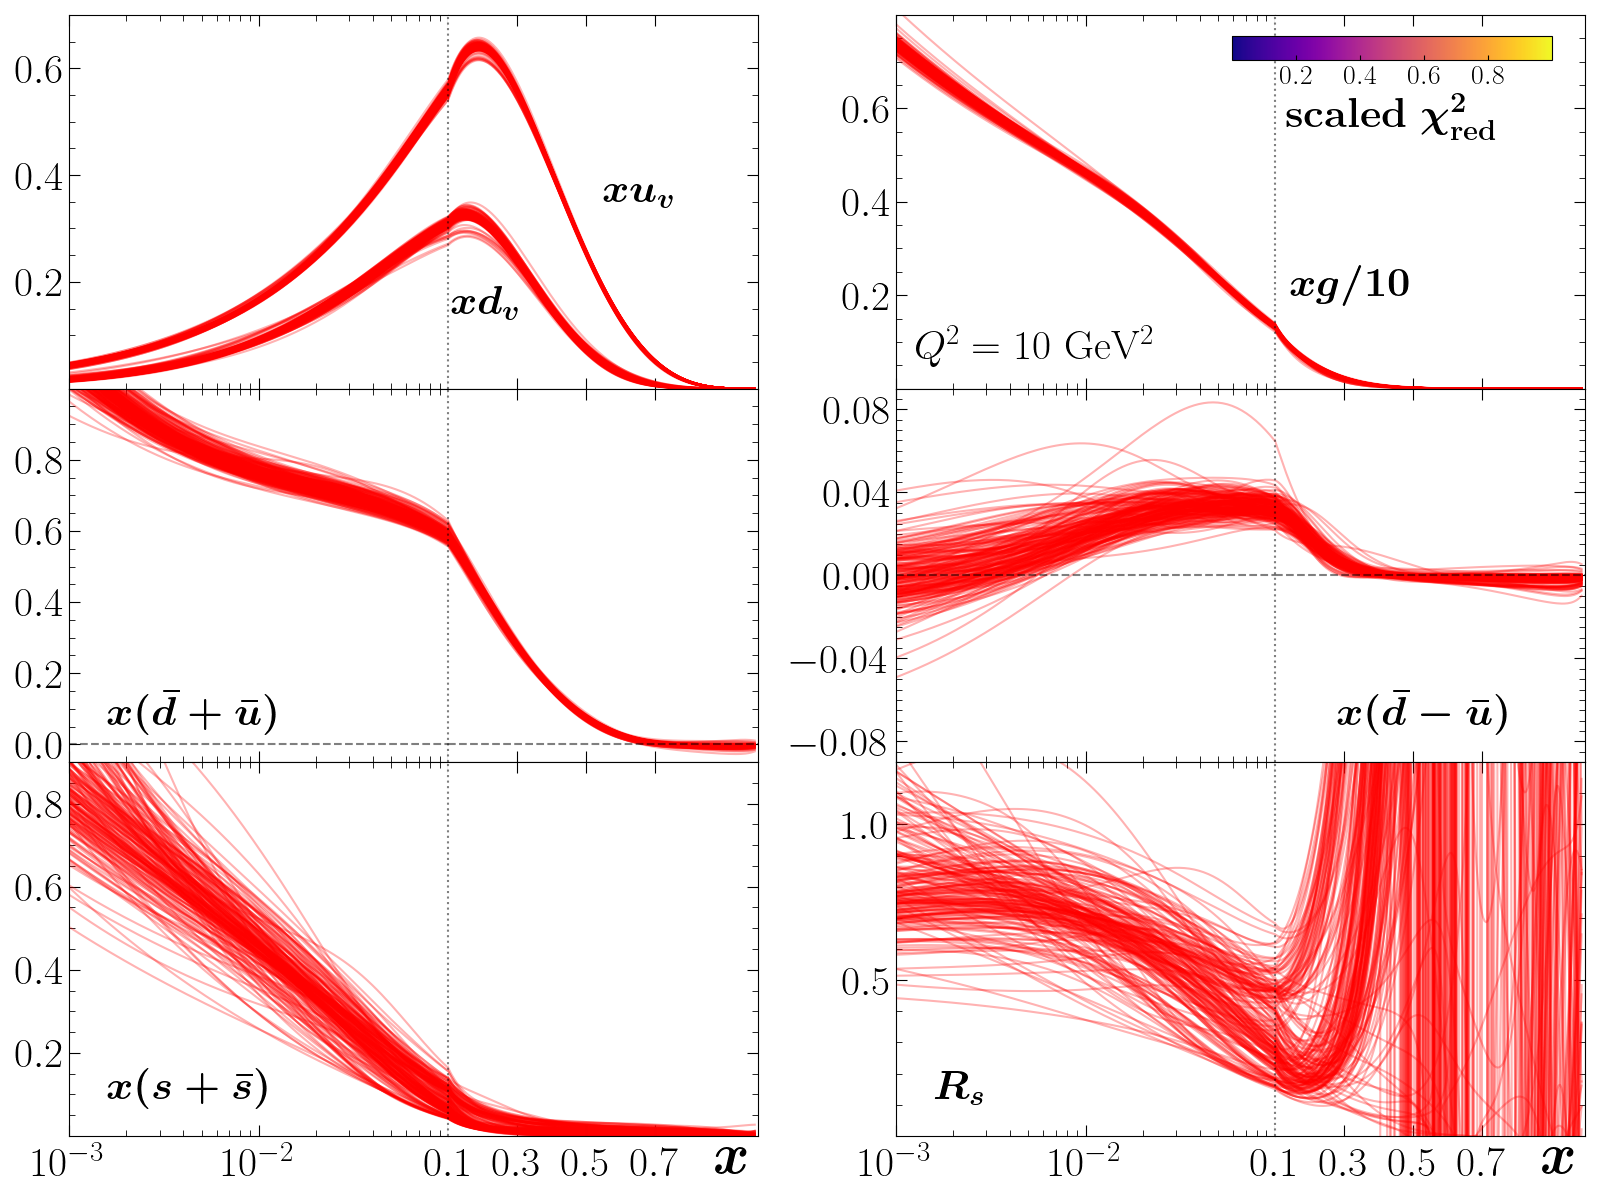 0.6
0.4
0.2
xu_v
xd_v
0.6
0.4
0.2
0.2 0.4 0.6 0.8
scaled χ²_red
xg/10
Q² = 10 GeV²
0.8
0.6
0.4
0.2
0.0
x(d̄ + ū)
0.08
0.04
0.00
−0.04
−0.08
x(d̄ − ū)
0.8
0.6
0.4
0.2
x(s + s̄)
10⁻³ 10⁻² 0.1 0.3 0.5 0.7 x
1.0
0.5
R_s
10⁻³ 10⁻² 0.1 0.3 0.5 0.7 x